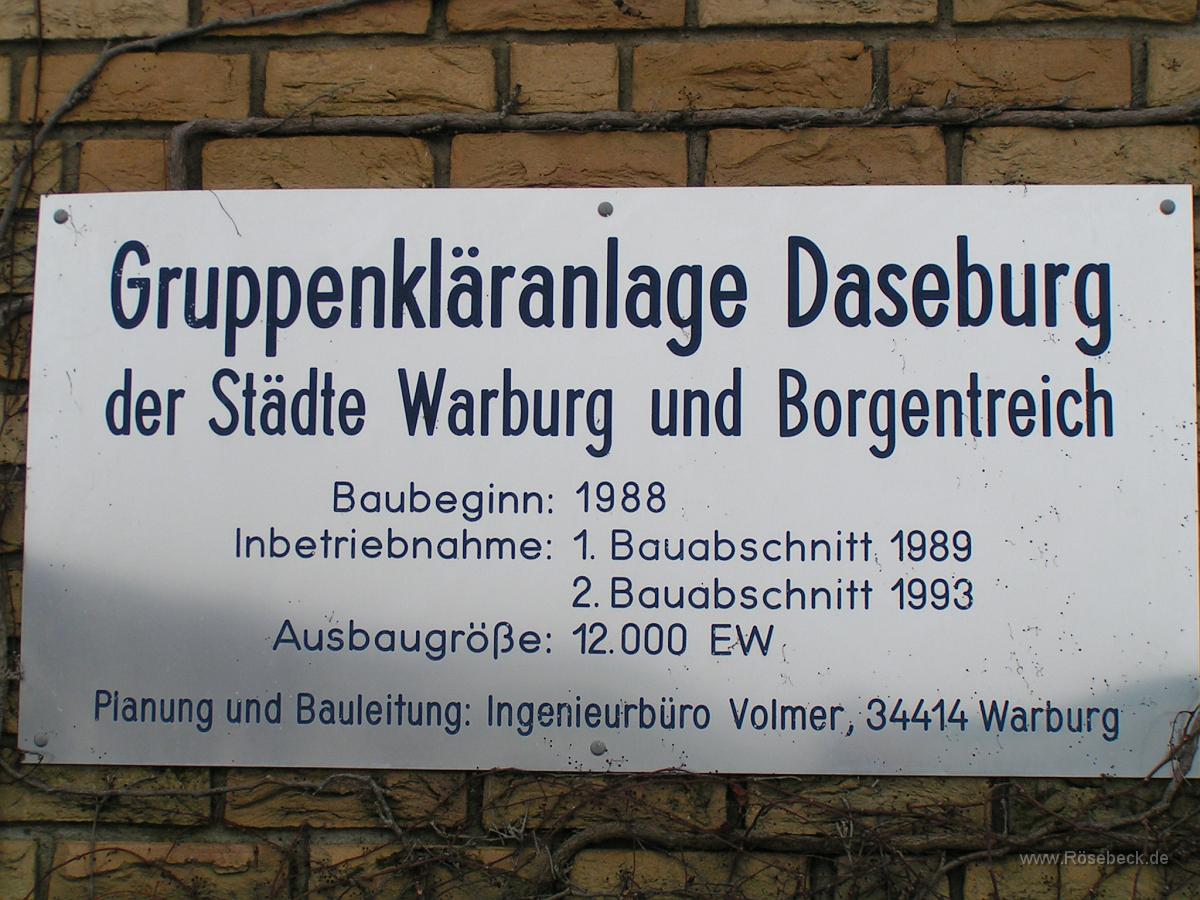 Gruppenkläranlage Daseburg
der Städte Warburg und Borgentreich
Baubeginn: 1988
Inbetriebnahme: 1. Bauabschnitt 1989
2. Bauabschnitt 1993
Ausbaugröße: 12.000 EW
Planung und Bauleitung: Ingenieurbüro Volmer, 34414 Warburg
www.Rösebeck.de